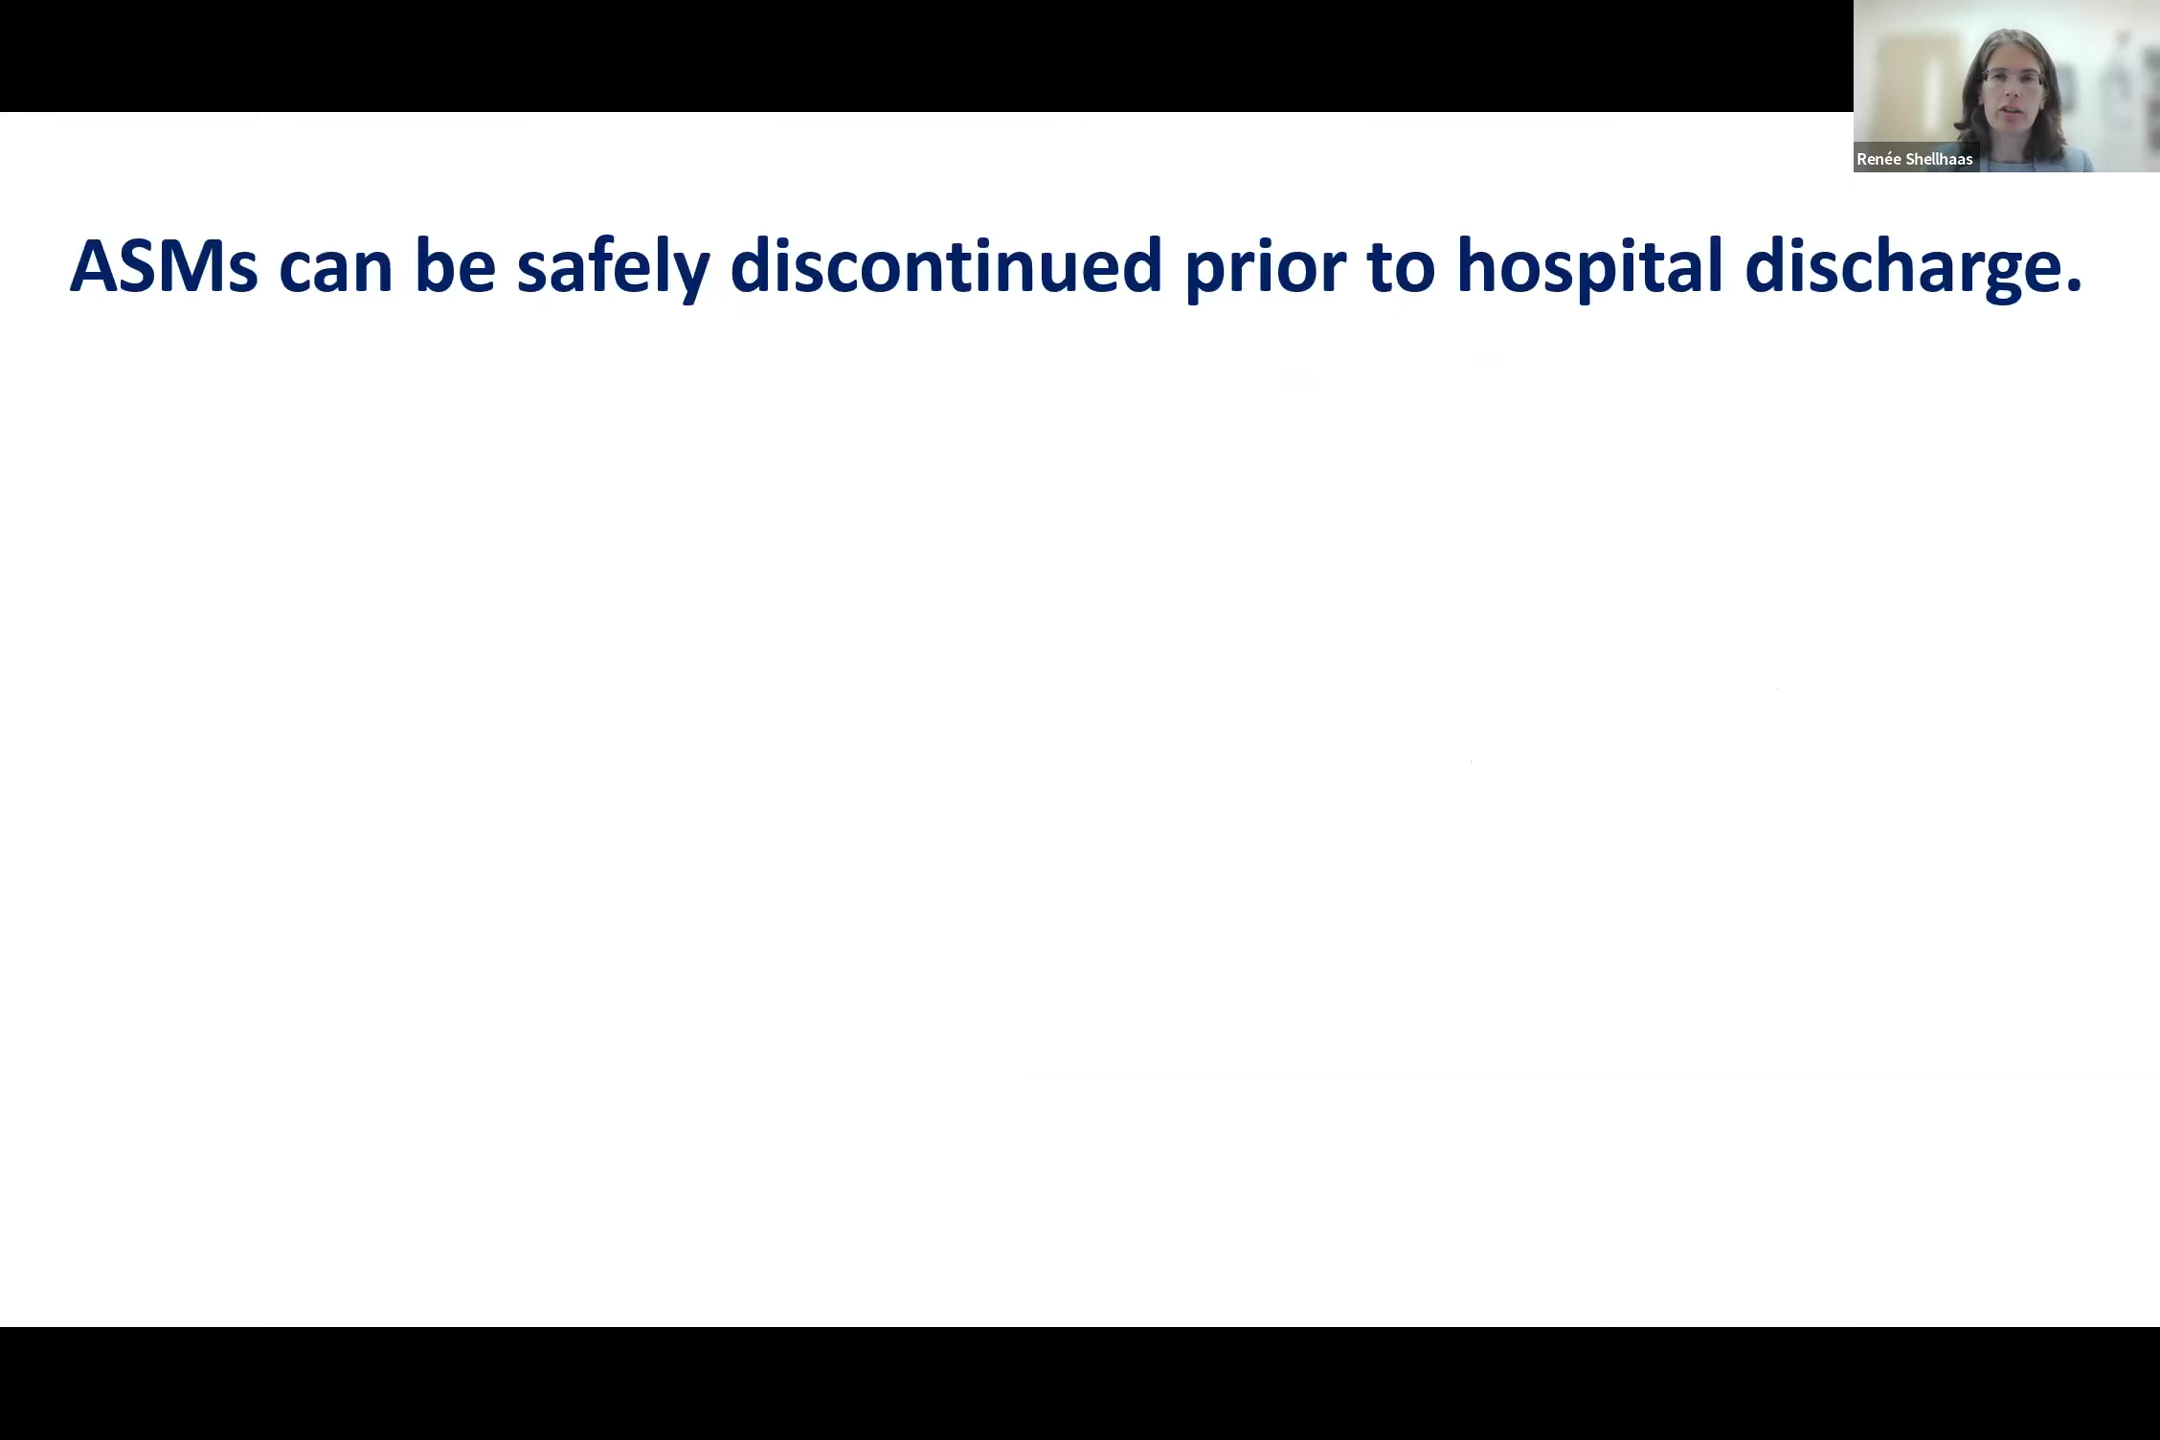 Renée Shellhaas
ASMs can be safely discontinued prior to hospital discharge.